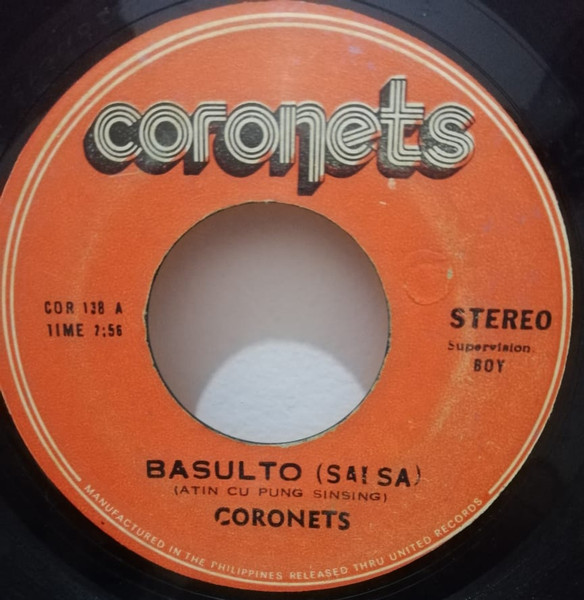 coronets
COR 138 A
TIME 2:56
STEREO
Supervision
BOY
BASULTO (SALSA)
(ATIN CU PUNG SINSING)
CORONETS
MANUFACTURED IN THE PHILIPPINES RELEASED THRU UNITED RECORDS